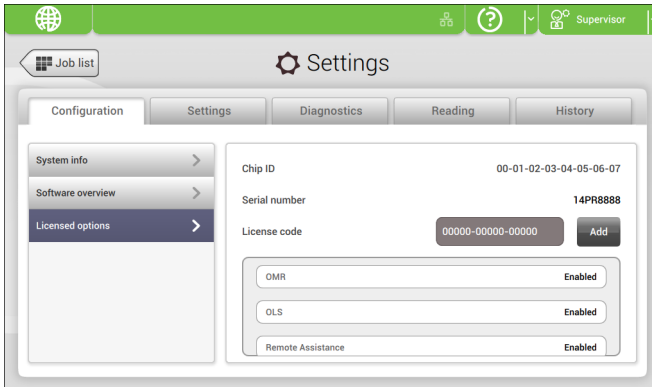 Supervisor
Job list
Settings
Configuration
Settings
Diagnostics
Reading
History
System info
Software overview
Licensed options
Chip ID 00-01-02-03-04-05-06-07
Serial number 14PR8888
License code 00000-00000-00000 Add
OMR Enabled
OLS Enabled
Remote Assistance Enabled